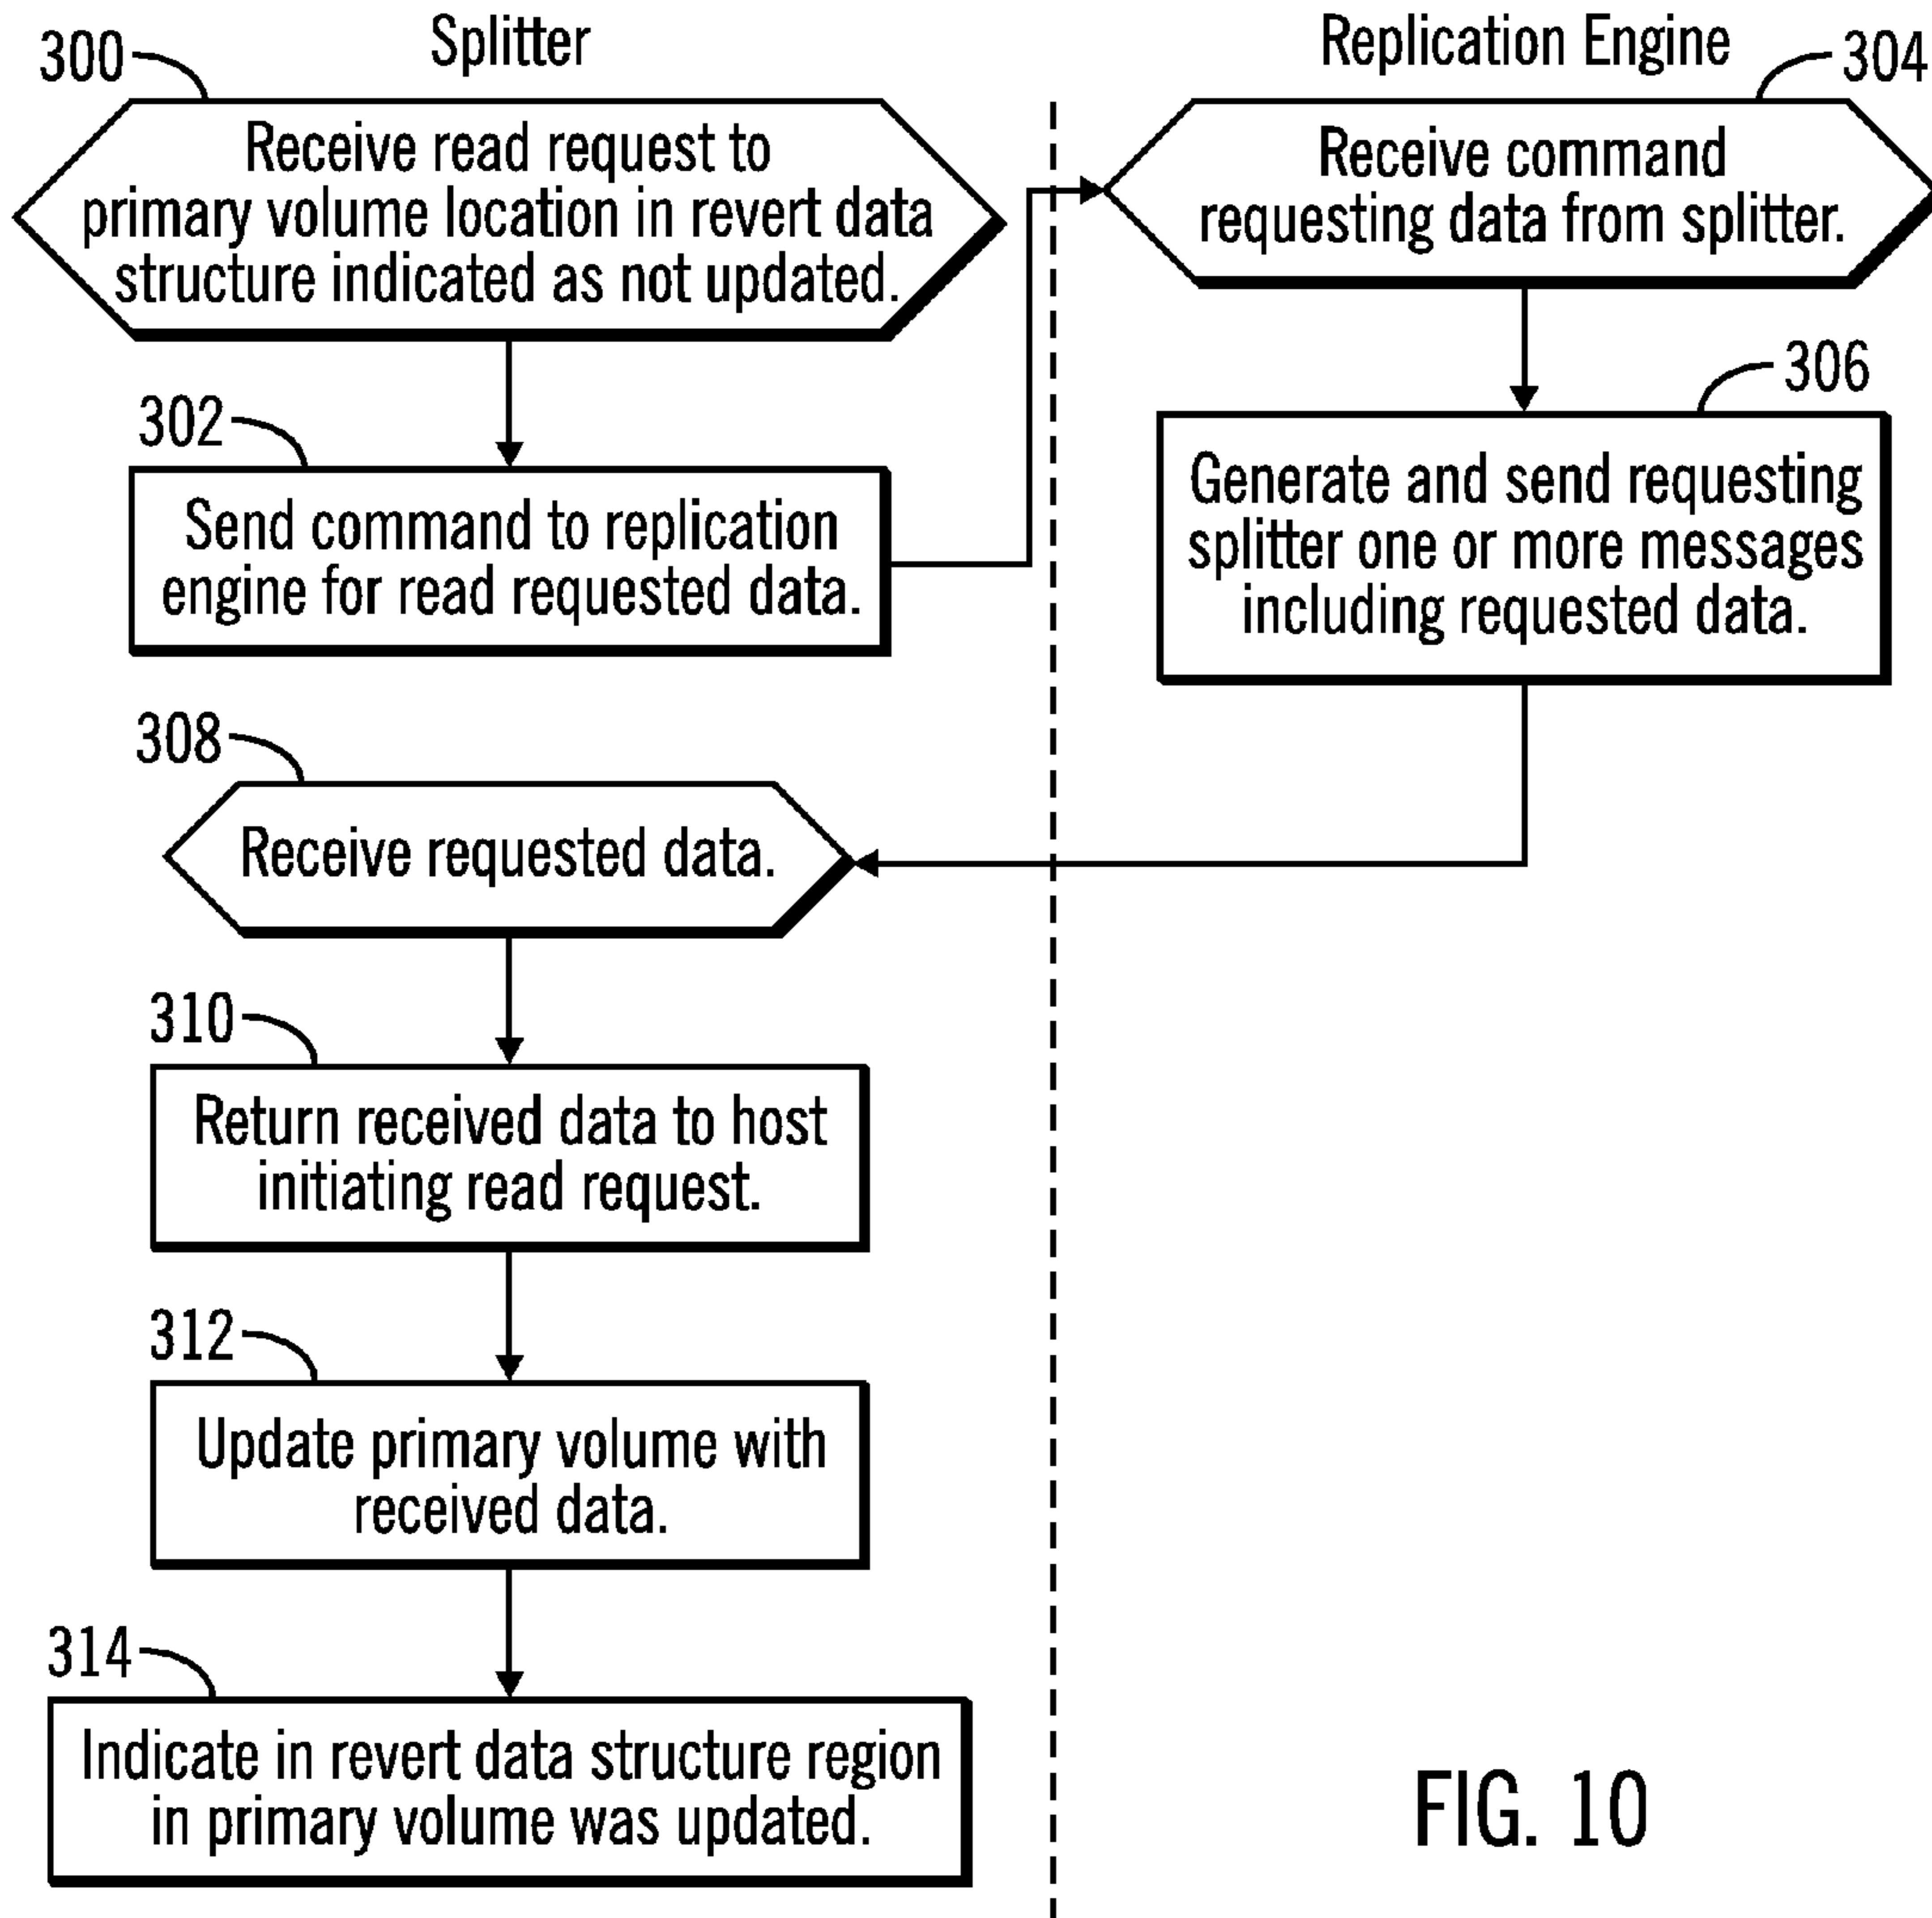 Splitter
300
Receive read request to
primary volume location in revert data
structure indicated as not updated.
302
Send command to replication
engine for read requested data.
Replication Engine
304
Receive command
requesting data from splitter.
306
Generate and send requesting
splitter one or more messages
including requested data.
308
Receive requested data.
310
Return received data to host
initiating read request.
312
Update primary volume with
received data.
314
Indicate in revert data structure region
in primary volume was updated.
FIG. 10